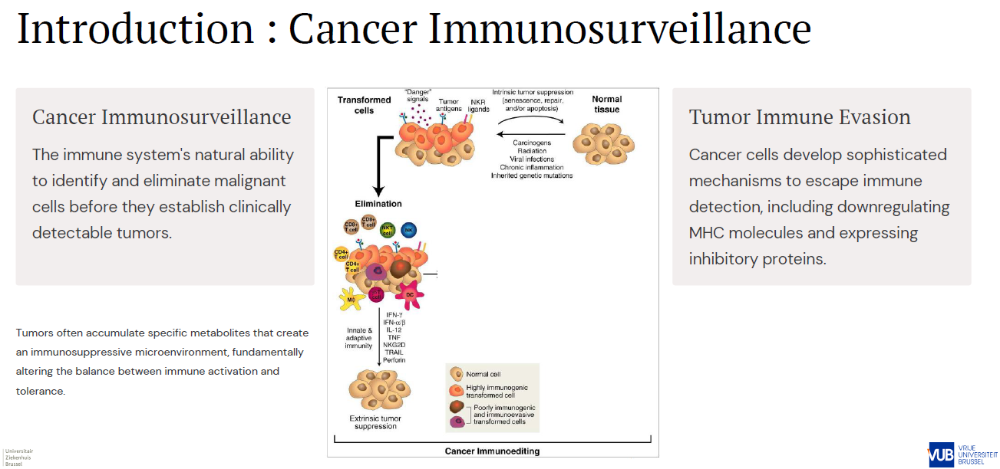 Introduction : Cancer Immunosurveillance
Cancer Immunosurveillance
The immune system's natural ability
to identify and eliminate malignant
cells before they establish clinically
detectable tumors.
Tumors often accumulate specific metabolites that create
an immunosuppressive microenvironment, fundamentally
altering the balance between immune activation and
tolerance.
Transformed
cells
"Danger"
signals
Tumor
antigens
NKR
ligands
Intrinsic tumor suppression
(senescence, repair,
and/or apoptosis)
Normal
tissue
Carcinogens
Radiation
Viral infections
Chronic inflammation
Inherited genetic mutations
Elimination
CD8+
T cell
CD8+
T cell
NKT
cell
NK
CD4+
T cell
CD4+
T cell
Mϕ
γδT
cell
DC
Innate &
adaptive
immunity
IFN-γ
IFN-α/β
IL-12
TNF
NKG2D
TRAIL
Perforin
Extrinsic tumor
suppression
Normal cell
Highly immunogenic
transformed cell
Poorly immunogenic
and immunoevasive
transformed cells
Cancer Immunoediting
Tumor Immune Evasion
Cancer cells develop sophisticated
mechanisms to escape immune
detection, including downregulating
MHC molecules and expressing
inhibitory proteins.
Universitair
Ziekenhuis
Brussel
VUB
VRIJE
UNIVERSITEIT
BRUSSEL